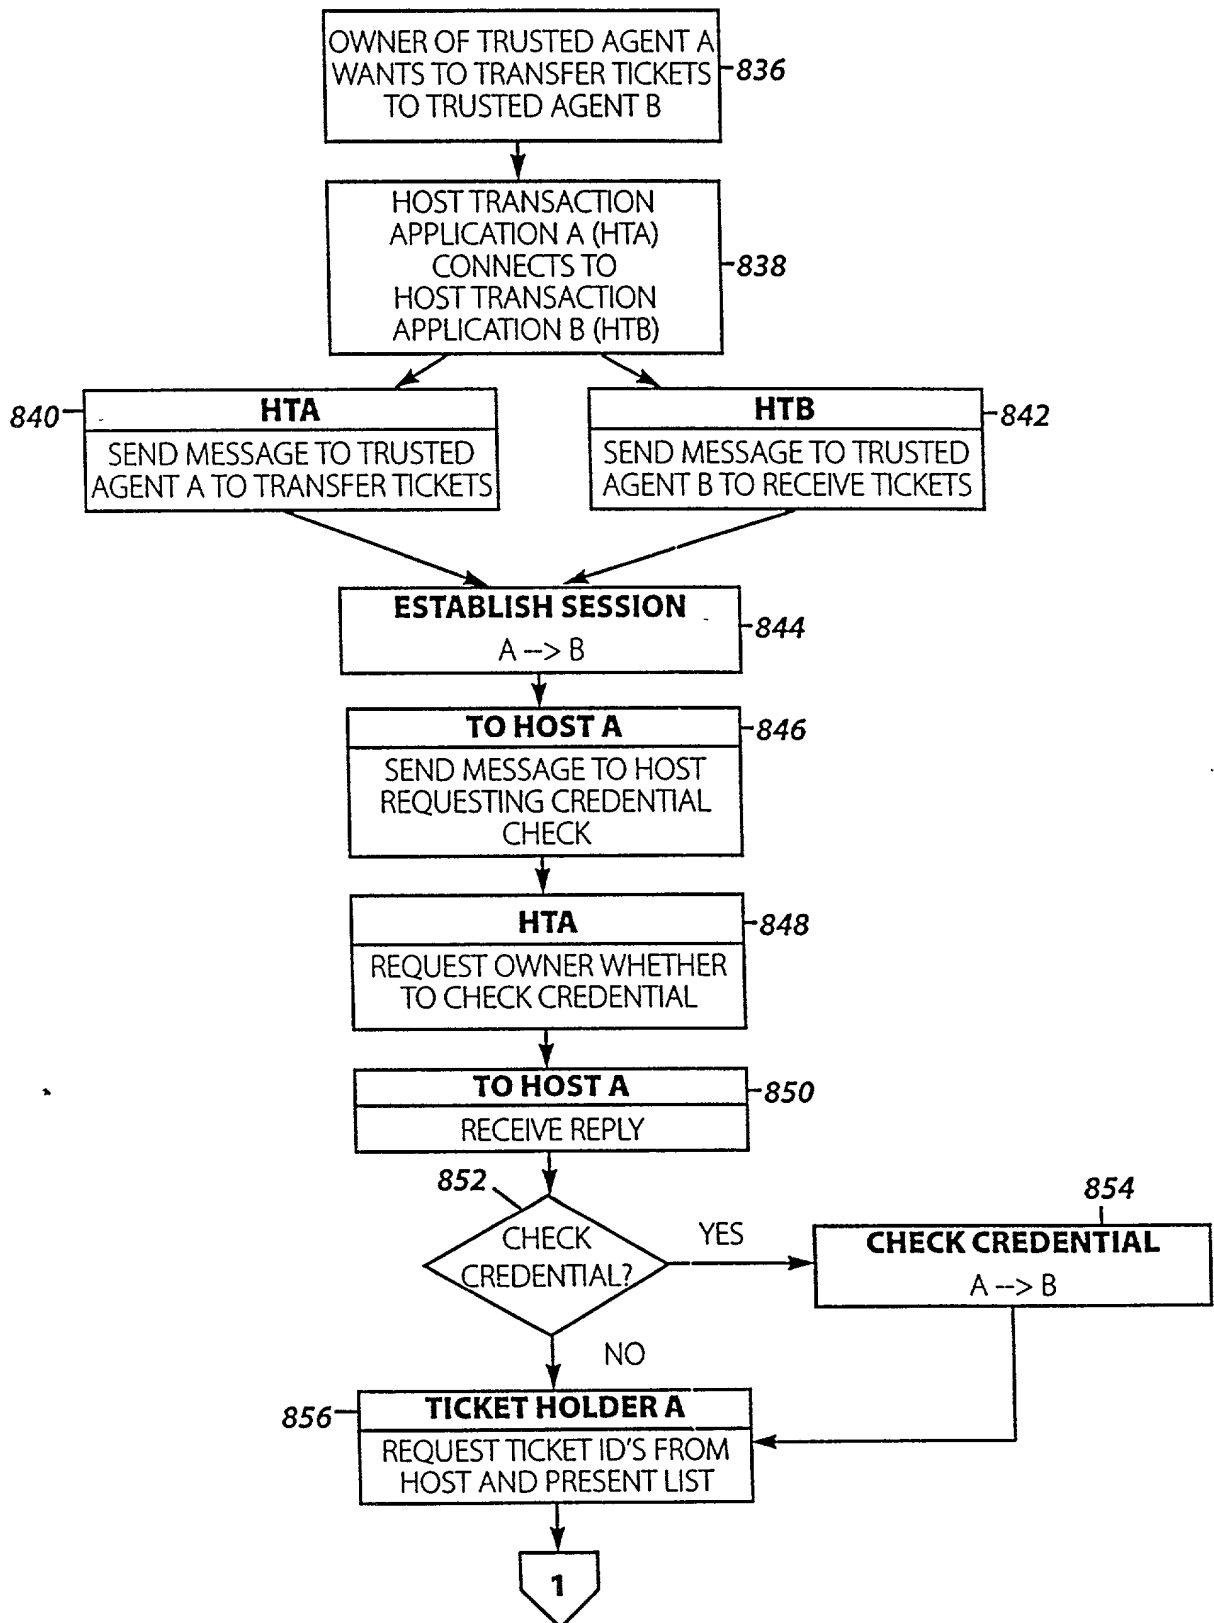 OWNER OF TRUSTED AGENT A
WANTS TO TRANSFER TICKETS
TO TRUSTED AGENT B
836
HOST TRANSACTION
APPLICATION A (HTA)
CONNECTS TO
HOST TRANSACTION
APPLICATION B (HTB)
838
840
HTA
SEND MESSAGE TO TRUSTED
AGENT A TO TRANSFER TICKETS
HTB
842
SEND MESSAGE TO TRUSTED
AGENT B TO RECEIVE TICKETS
ESTABLISH SESSION
A --> B
844
TO HOST A
846
SEND MESSAGE TO HOST
REQUESTING CREDENTIAL
CHECK
HTA
848
REQUEST OWNER WHETHER
TO CHECK CREDENTIAL
TO HOST A
850
RECEIVE REPLY
852
CHECK
CREDENTIAL?
YES
854
CHECK CREDENTIAL
A --> B
NO
856
TICKET HOLDER A
REQUEST TICKET ID'S FROM
HOST AND PRESENT LIST
1